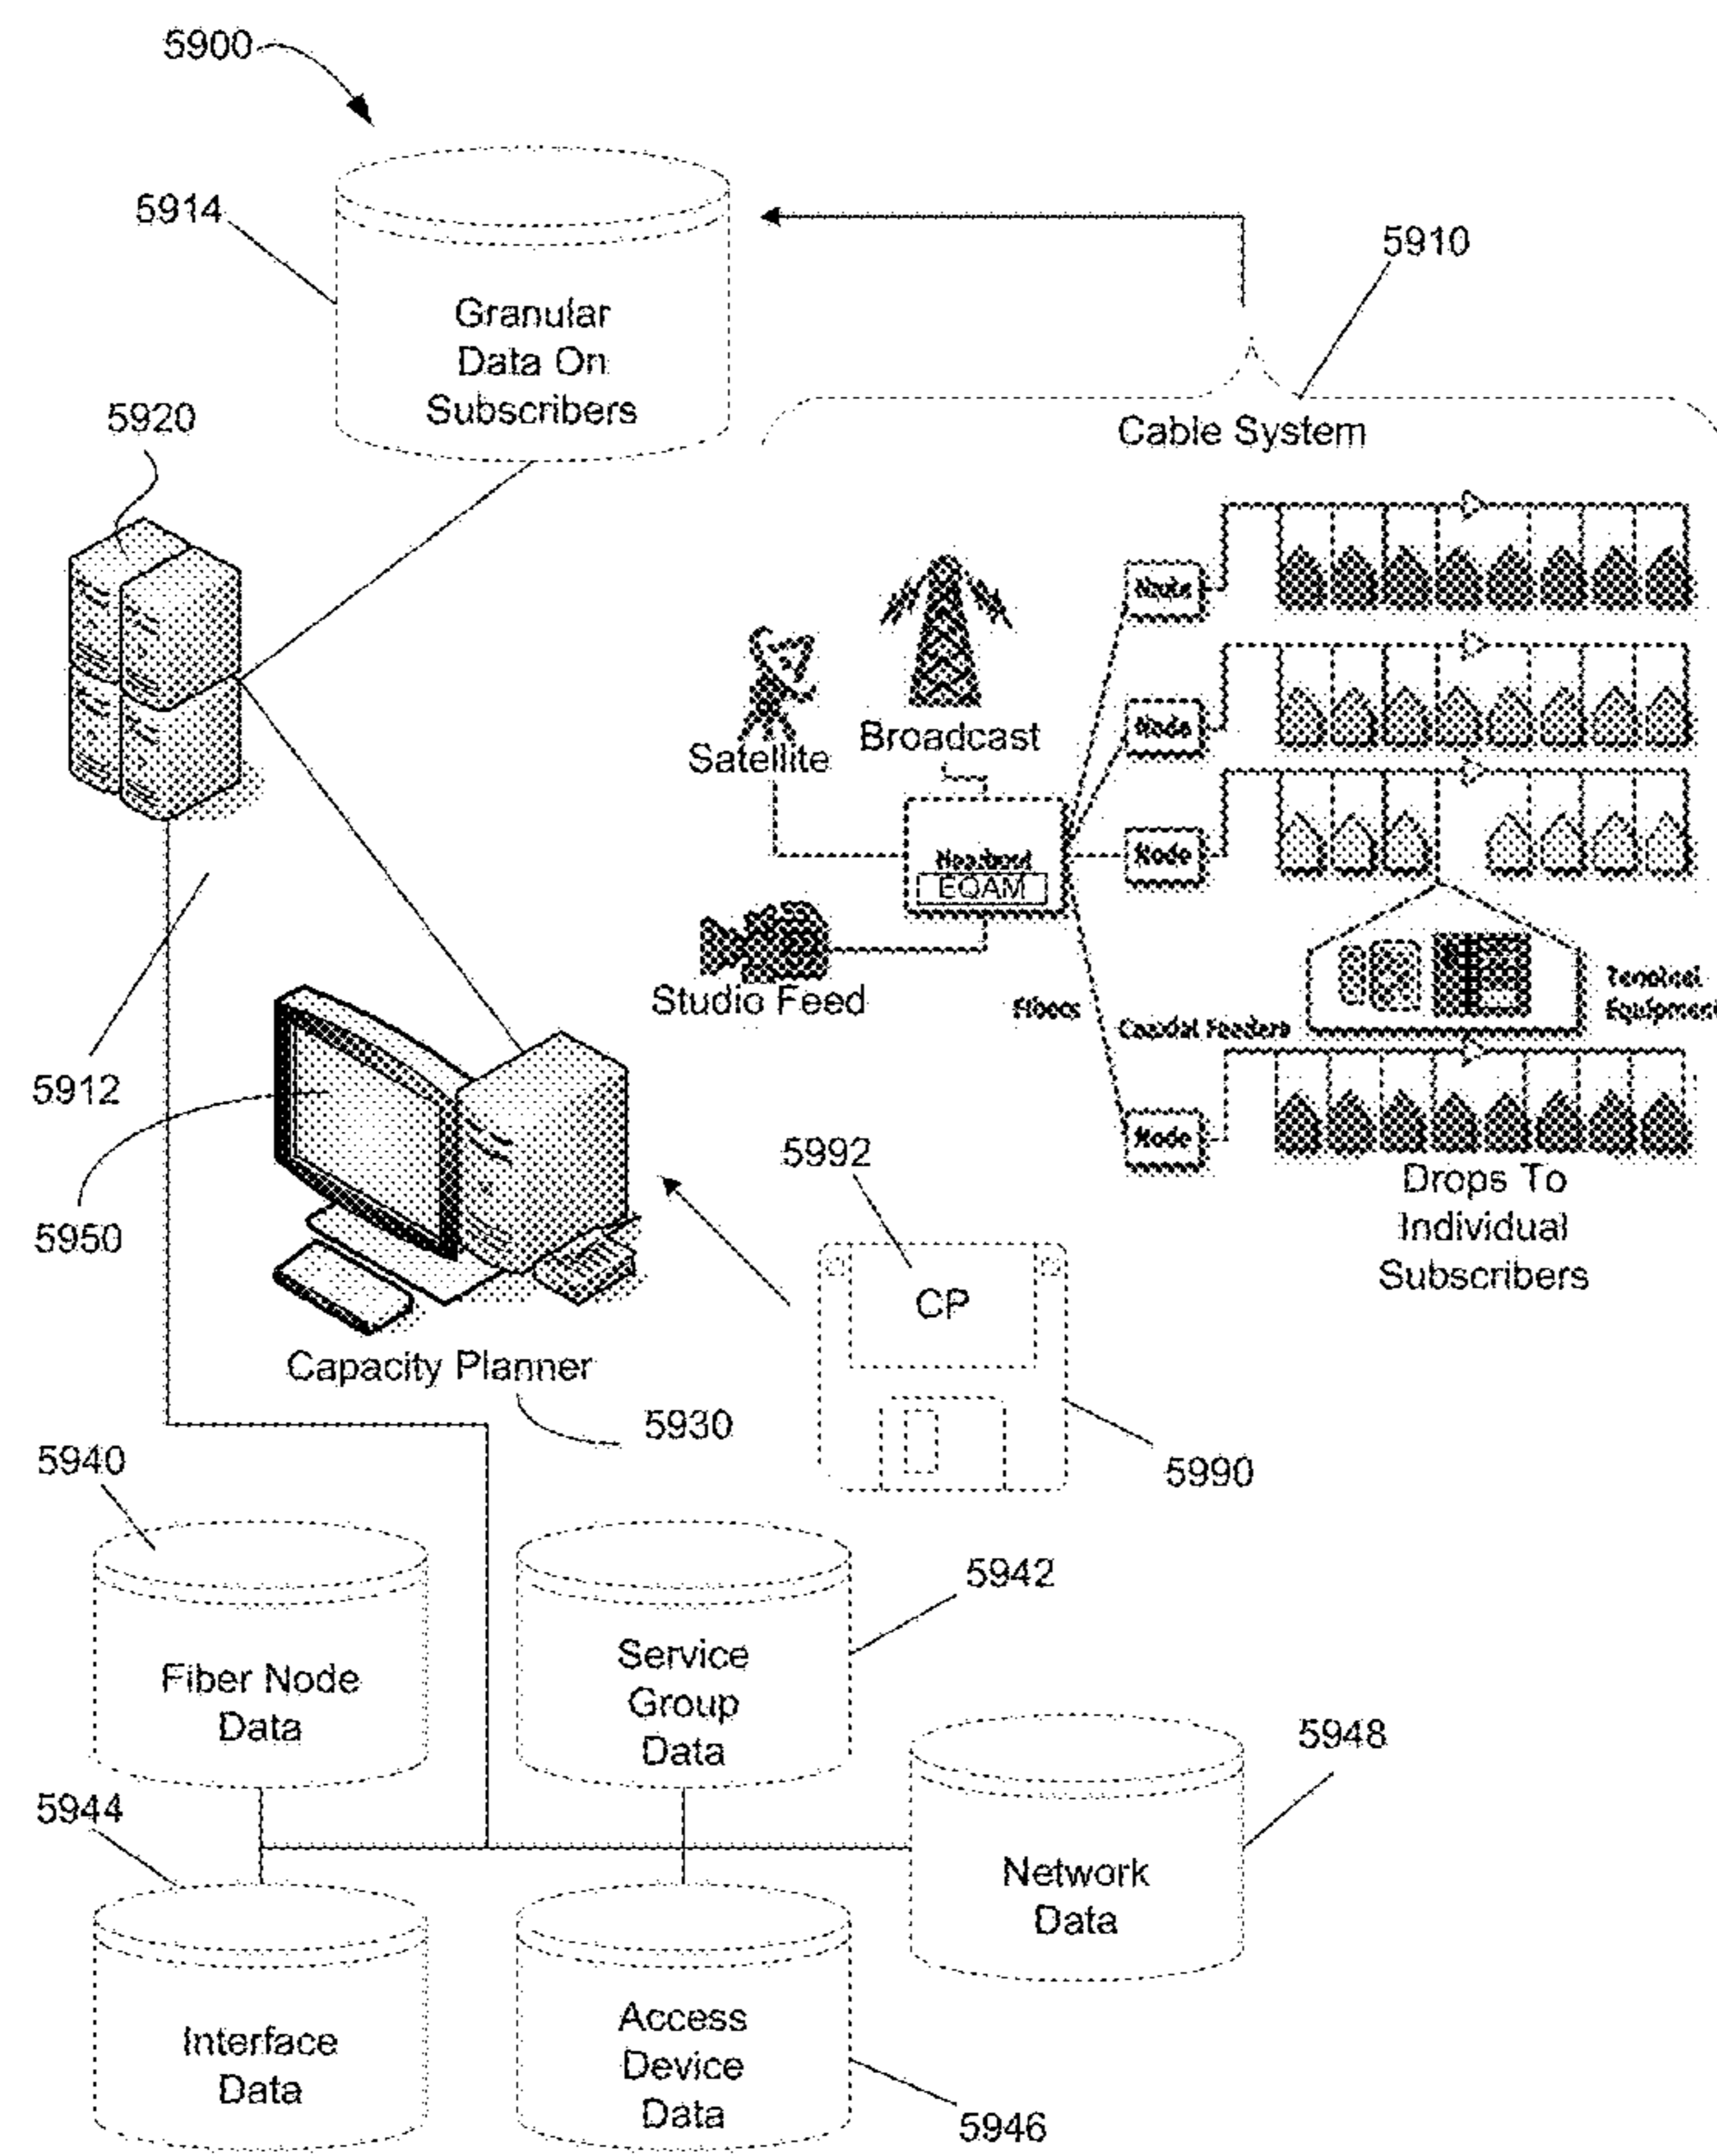 5900
5914
5910
Granular
Data On
Subscribers
5920
Cable System
Node
Satellite
Broadcast
Node
Headend
EQAM
Node
Studio Feed
Fibers
Coaxial Feeders
Terminal
Equipment
5912
Node
5992
5950
Drops To
Individual
Subscribers
CP
Capacity Planner
5930
5940
5990
5942
Fiber Node
Data
Service
Group
Data
5948
5944
Network
Data
Interface
Data
Access
Device
Data
5946